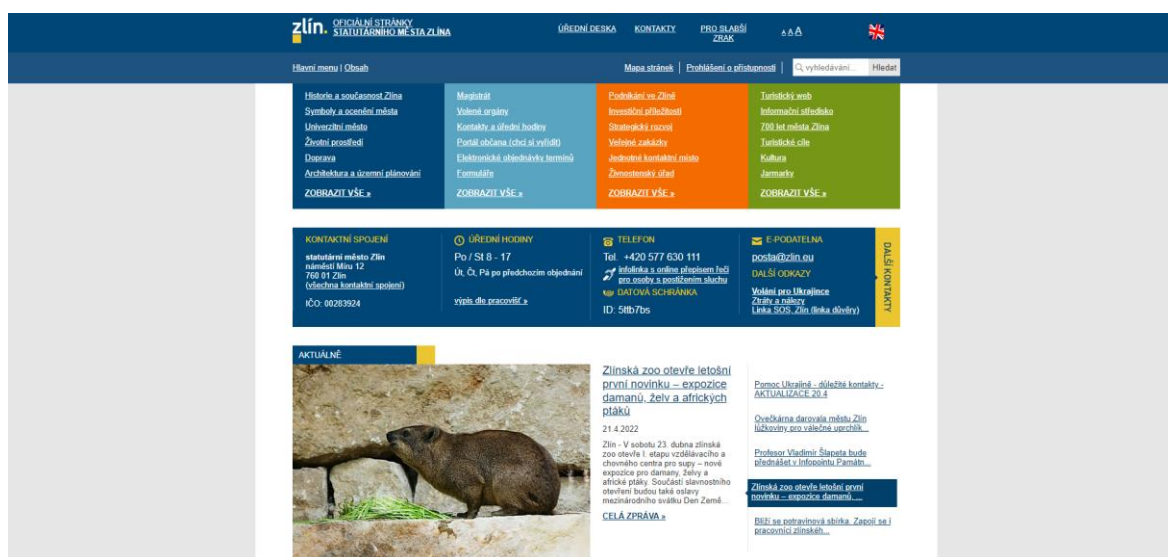 zlín. OFICIÁLNÍ STRÁNKY
STATUTÁRNÍHO MĚSTA ZLÍNA
ÚŘEDNÍ DESKA
KONTAKTY
PRO SLABŠÍ
ZRAK
A A A
Hlavní menu | Obsah
Mapa stránek | Prohlášení o přístupnosti |
vyhledávání...
Hledat
Historie a současnost Zlína
Symboly a ocenění města
Univerzitní město
Životní prostředí
Doprava
Architektura a územní plánování
ZOBRAZIT VŠE »
Magistrát
Volené orgány
Kontakty a úřední hodiny
Portál občana (chci si vyřídit)
Elektronické objednávky termínů
Formuláře
ZOBRAZIT VŠE »
Podnikání ve Zlíně
Investiční příležitosti
Strategický rozvoj
Veřejné zakázky
Jednotné kontaktní místo
Živnostenský úřad
ZOBRAZIT VŠE »
Turistický web
Informační středisko
700 let města Zlína
Turistické cíle
Kultura
Jarmarky
ZOBRAZIT VŠE »
KONTAKTNÍ SPOJENÍ
statutární město Zlín
náměstí Míru 12
760 01 Zlín
(všechna kontaktní spojení)
IČO: 00283924
ÚŘEDNÍ HODINY
Po / St 8 - 17
Út, Čt, Pá po předchozím objednání
výpis dle pracovišť »
TELEFON
Tel. +420 577 630 111
infolinka s online přepisem řeči
pro osoby s postižením sluchu
DATOVÁ SCHRÁNKA
ID: 5ttb7bs
E-PODATELNA
posta@zlin.eu
DALŠÍ ODKAZY
Volání pro Ukrajince
Ztráty a nálezy
Linka SOS, Zlín (linka důvěry)
DALŠÍ KONTAKTY
AKTUÁLNĚ
Zlínská zoo otevře letošní
první novinku – expozice
damanů, želv a afrických
ptáků
21.4.2022
Zlín - V sobotu 23. dubna zlínská
zoo otevře I. etapu vzdělávacího a
chovného centra pro supy – nové
expozice pro damany, želvy a
africké ptáky. Součástí slavnostního
otevření budou také oslavy
mezinárodního svátku Den Země...
CELÁ ZPRÁVA »
Pomoc Ukrajině - důležité kontakty -
AKTUALIZACE 20.4
Ovečkárna darovala městu Zlín
lůžkoviny pro válečné uprchlík...
Profesor Vladimír Šlapeta bude
přednášet v Infopointu Památn...
Zlínská zoo otevře letošní první
novinku – expozice damanů, ...
Blíží se potravinová sbírka. Zapojí se i
pracovníci zlínskéh...